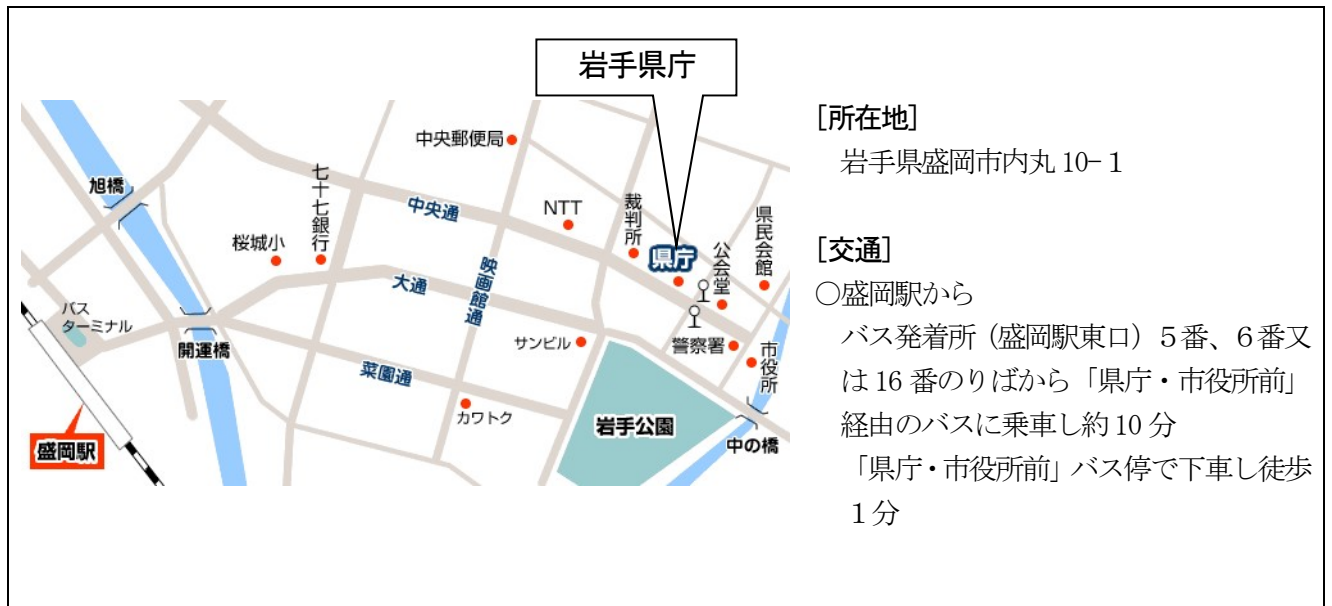 岩手県庁
中央郵便局
旭橋
七十七銀行
中央通
NTT
裁判所
県民会館
桜城小
県庁
公会堂
映画館通
大通
バス
ターミナル
開運橋
サンビル
警察署
市役所
菜園通
カワトク
岩手公園
中の橋
盛岡駅
[所在地]
岩手県盛岡市内丸 10-1
[交通]
○盛岡駅から
バス発着所(盛岡駅東口)5番、6番又
は 16 番のりばから「県庁・市役所前」
経由のバスに乗車し約 10 分
「県庁・市役所前」バス停で下車し徒歩
1分